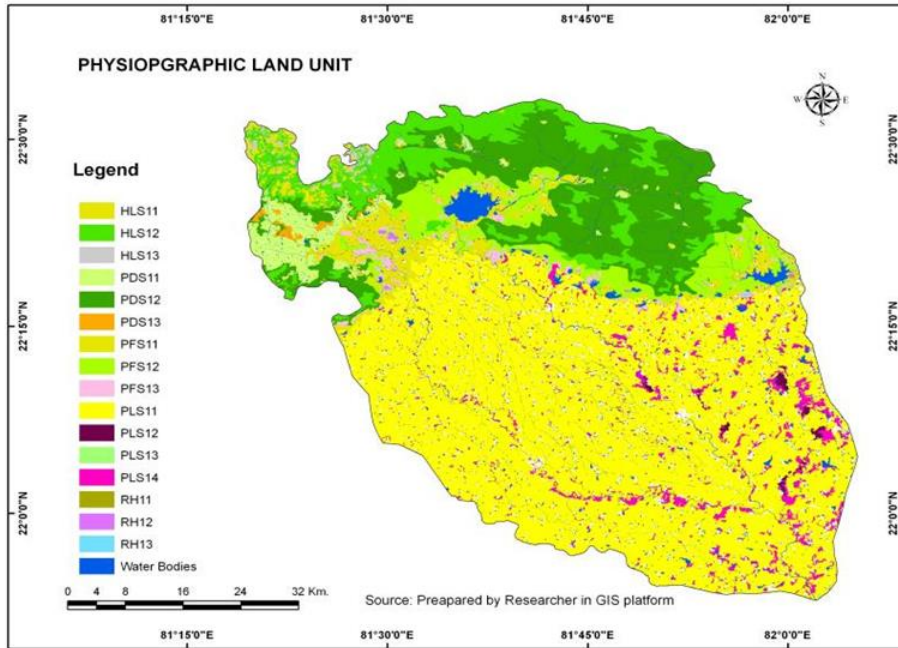 81°15'0"E 81°30'0"E 81°45'0"E 82°0'0"E
PHYSIOPGRAPHIC LAND UNIT
N
W E
S
22°30'0"N 22°30'0"N
Legend
HLS11
HLS12
HLS13
PDS11
PDS12
PDS13
PFS11
PFS12
PFS13
PLS11
PLS12
PLS13
PLS14
RH11
RH12
RH13
Water Bodies
22°15'0"N 22°15'0"N
22°0'0"N 22°0'0"N
0 4 8 16 24 32 Km.
Source: Preapared by Researcher in GIS platform
81°15'0"E 81°30'0"E 81°45'0"E 82°0'0"E